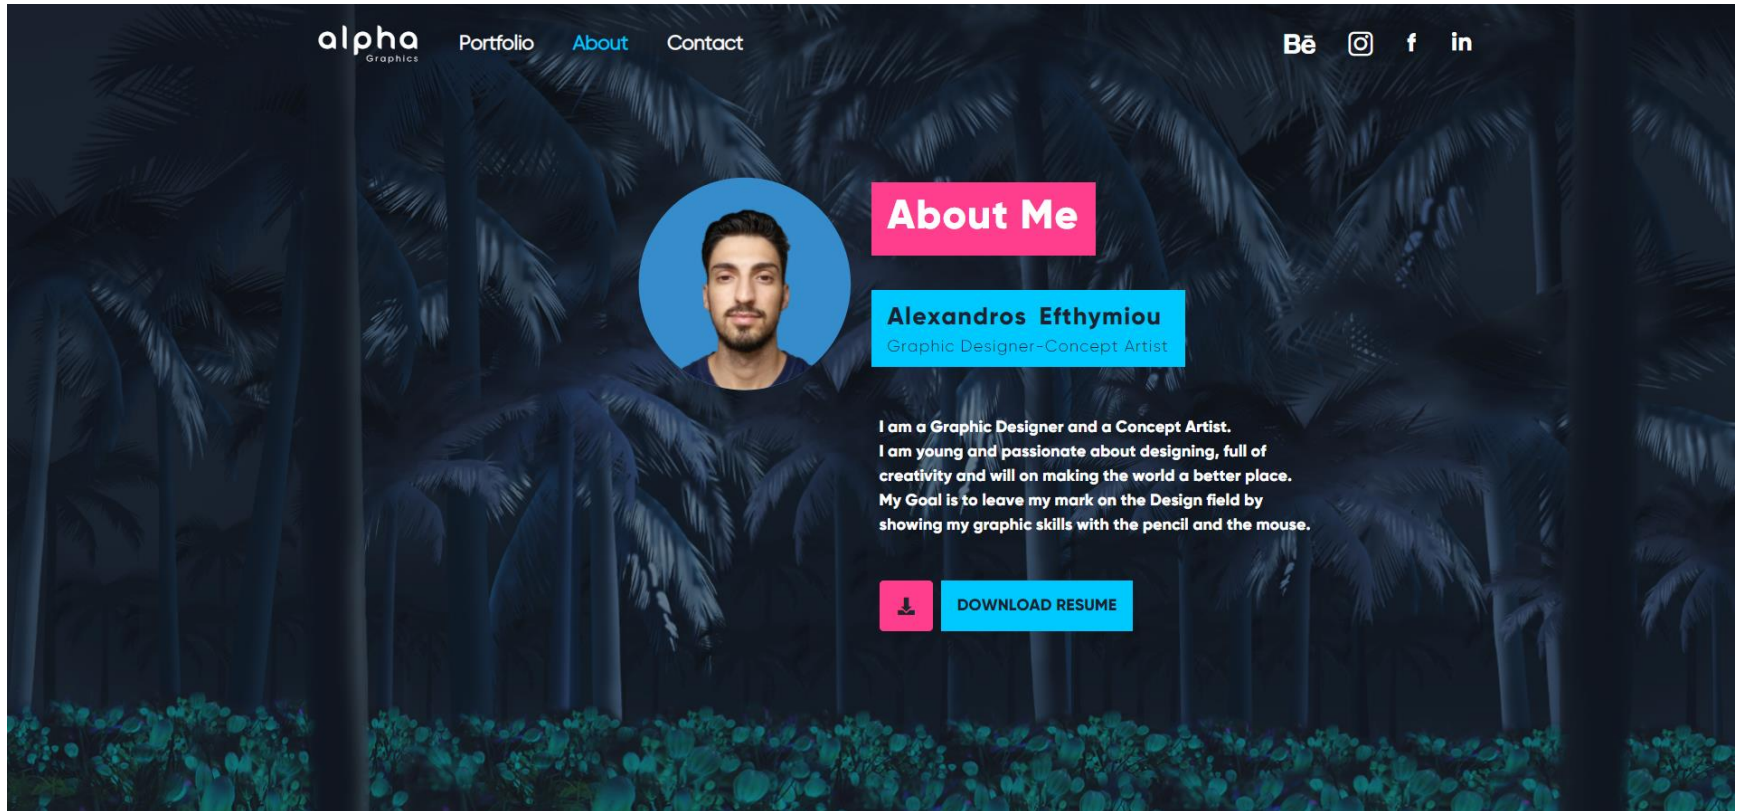 alpha
Graphics
Portfolio
About
Contact
Bē
f
in
About Me
Alexandros Efthymiou
Graphic Designer-Concept Artist
I am a Graphic Designer and a Concept Artist.
I am young and passionate about designing, full of
creativity and will on making the world a better place.
My Goal is to leave my mark on the Design field by
showing my graphic skills with the pencil and the mouse.
DOWNLOAD RESUME